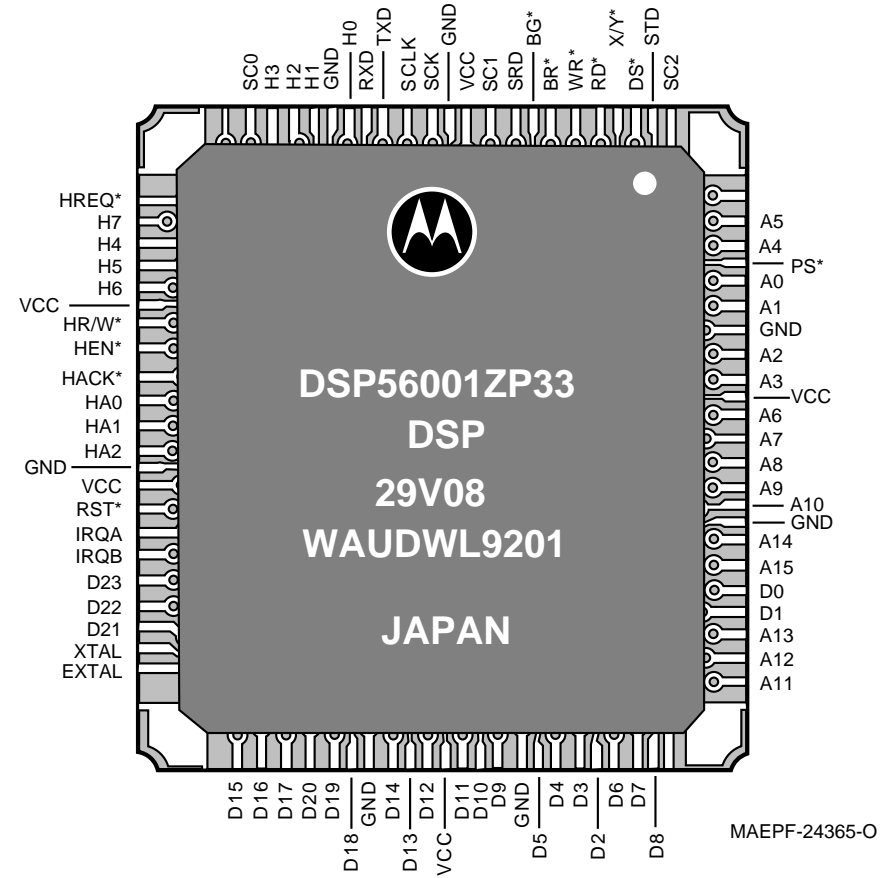 SC0
H3
H2
H1
GND
H0
RXD
TXD
SCLK
SCK
GND
VCC
SC1
SRD
BG*
BR*
WR*
RD*
X/Y*
DS*
STD
SC2
HREQ*
H7
H4
H5
H6
VCC
HR/W*
HEN*
HACK*
HA0
HA1
HA2
GND
VCC
RST*
IRQA
IRQB
D23
D22
D21
XTAL
EXTAL
DSP56001ZP33
DSP
29V08
WAUDWL9201
JAPAN
A5
A4
PS*
A0
A1
GND
A2
A3
VCC
A6
A7
A8
A9
A10
GND
A14
A15
D0
D1
A13
A12
A11
D15
D16
D17
D20
D19
D18
GND
D14
D13
D12
VCC
D11
D10
D9
GND
D5
D4
D3
D2
D6
D7
D8
MAEPF-24365-O